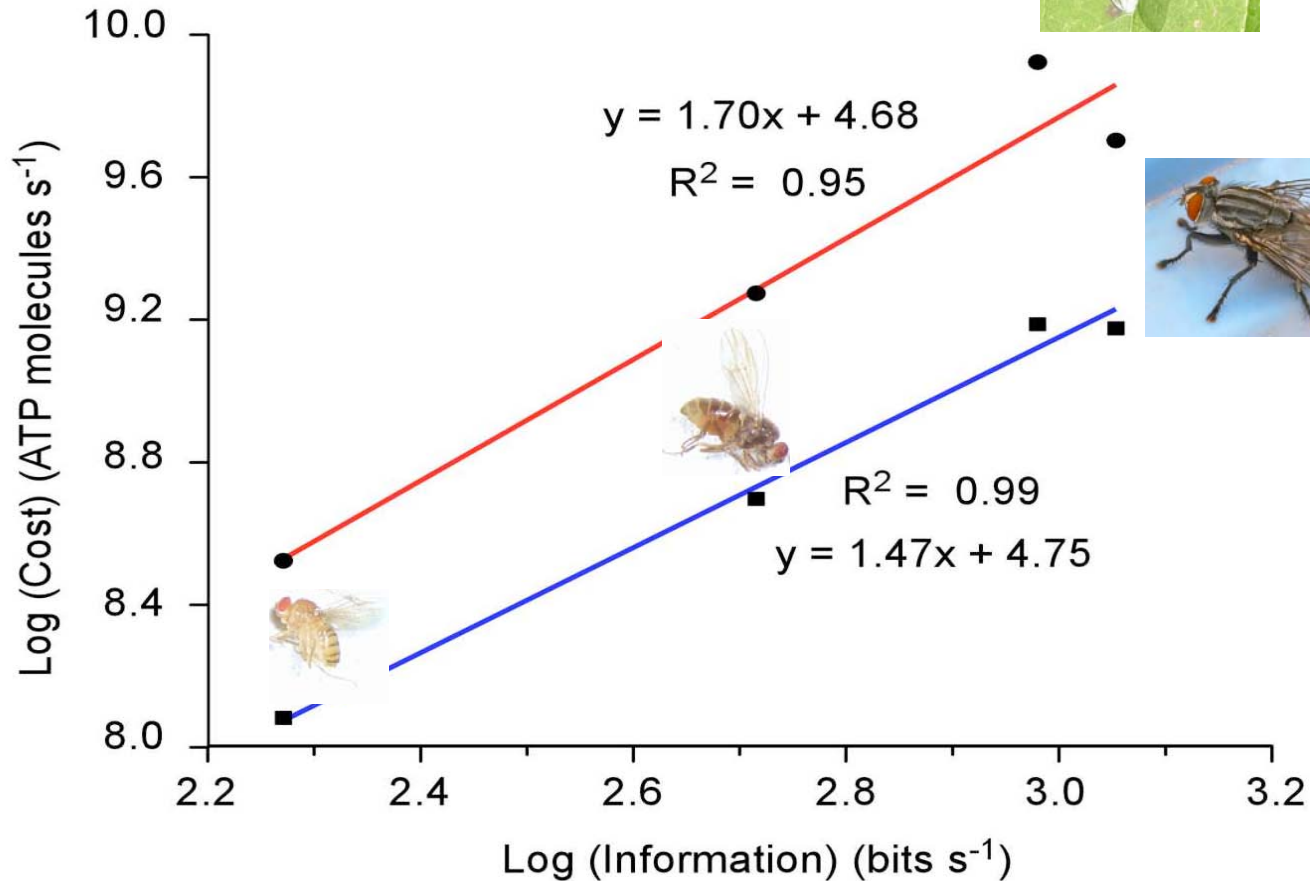 10.0
9.6
9.2
8.8
8.4
8.0
Log (Cost) (ATP molecules s⁻¹)
y = 1.70x + 4.68
R² = 0.95
R² = 0.99
y = 1.47x + 4.75
2.2 2.4 2.6 2.8 3.0 3.2
Log (Information) (bits s⁻¹)